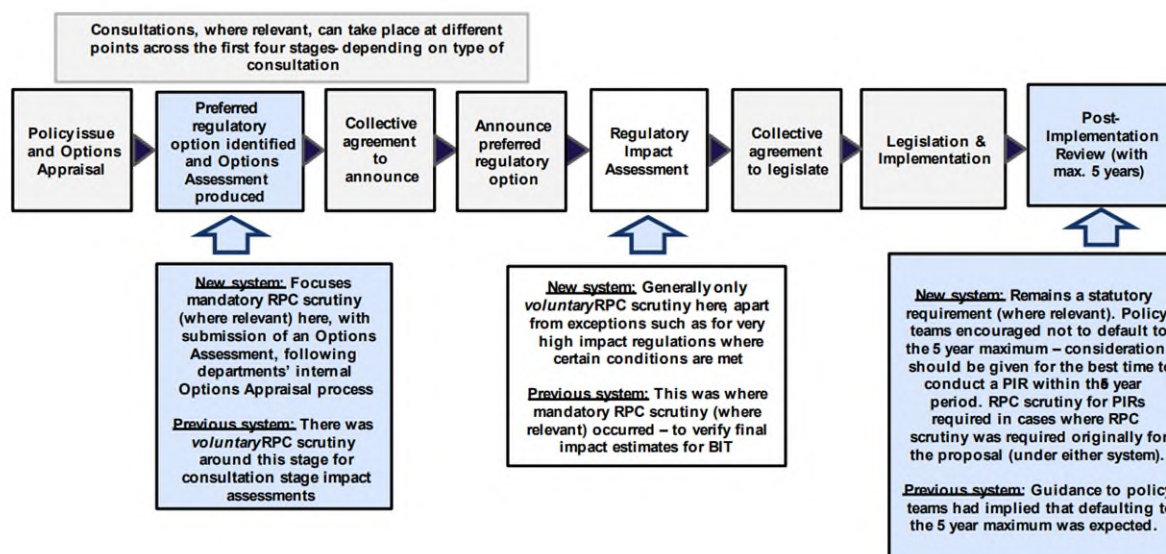 Consultations, where relevant, can take place at different
points across the first four stages- depending on type of
consultation
Policy issue
and Options
Appraisal
Preferred
regulatory
option identified
and Options
Assessment
produced
Collective
agreement
to
announce
Announce
preferred
regulatory
option
Regulatory
Impact
Assessment
Collective
agreement
to legislate
Legislation &
Implementation
Post-
Implementation
Review (with
max. 5 years)
New system: Focuses
mandatory RPC scrutiny
(where relevant) here, with
submission of an Options
Assessment, following
departments' internal
Options Appraisal process
Previous system: There was
voluntary RPC scrutiny
around this stage for
consultation stage impact
assessments
New system: Generally only
voluntary RPC scrutiny here, apart
from exceptions such as for very
high impact regulations where
certain conditions are met
Previous system: This was where
mandatory RPC scrutiny (where
relevant) occurred – to verify final
impact estimates for BIT
New system: Remains a statutory
requirement (where relevant). Policy
teams encouraged not to default to
the 5 year maximum – consideration
should be given for the best time to
conduct a PIR within the 5 year
period. RPC scrutiny for PIRs
required in cases where RPC
scrutiny was required originally for
the proposal (under either system).
Previous system: Guidance to policy
teams had implied that defaulting to
the 5 year maximum was expected.